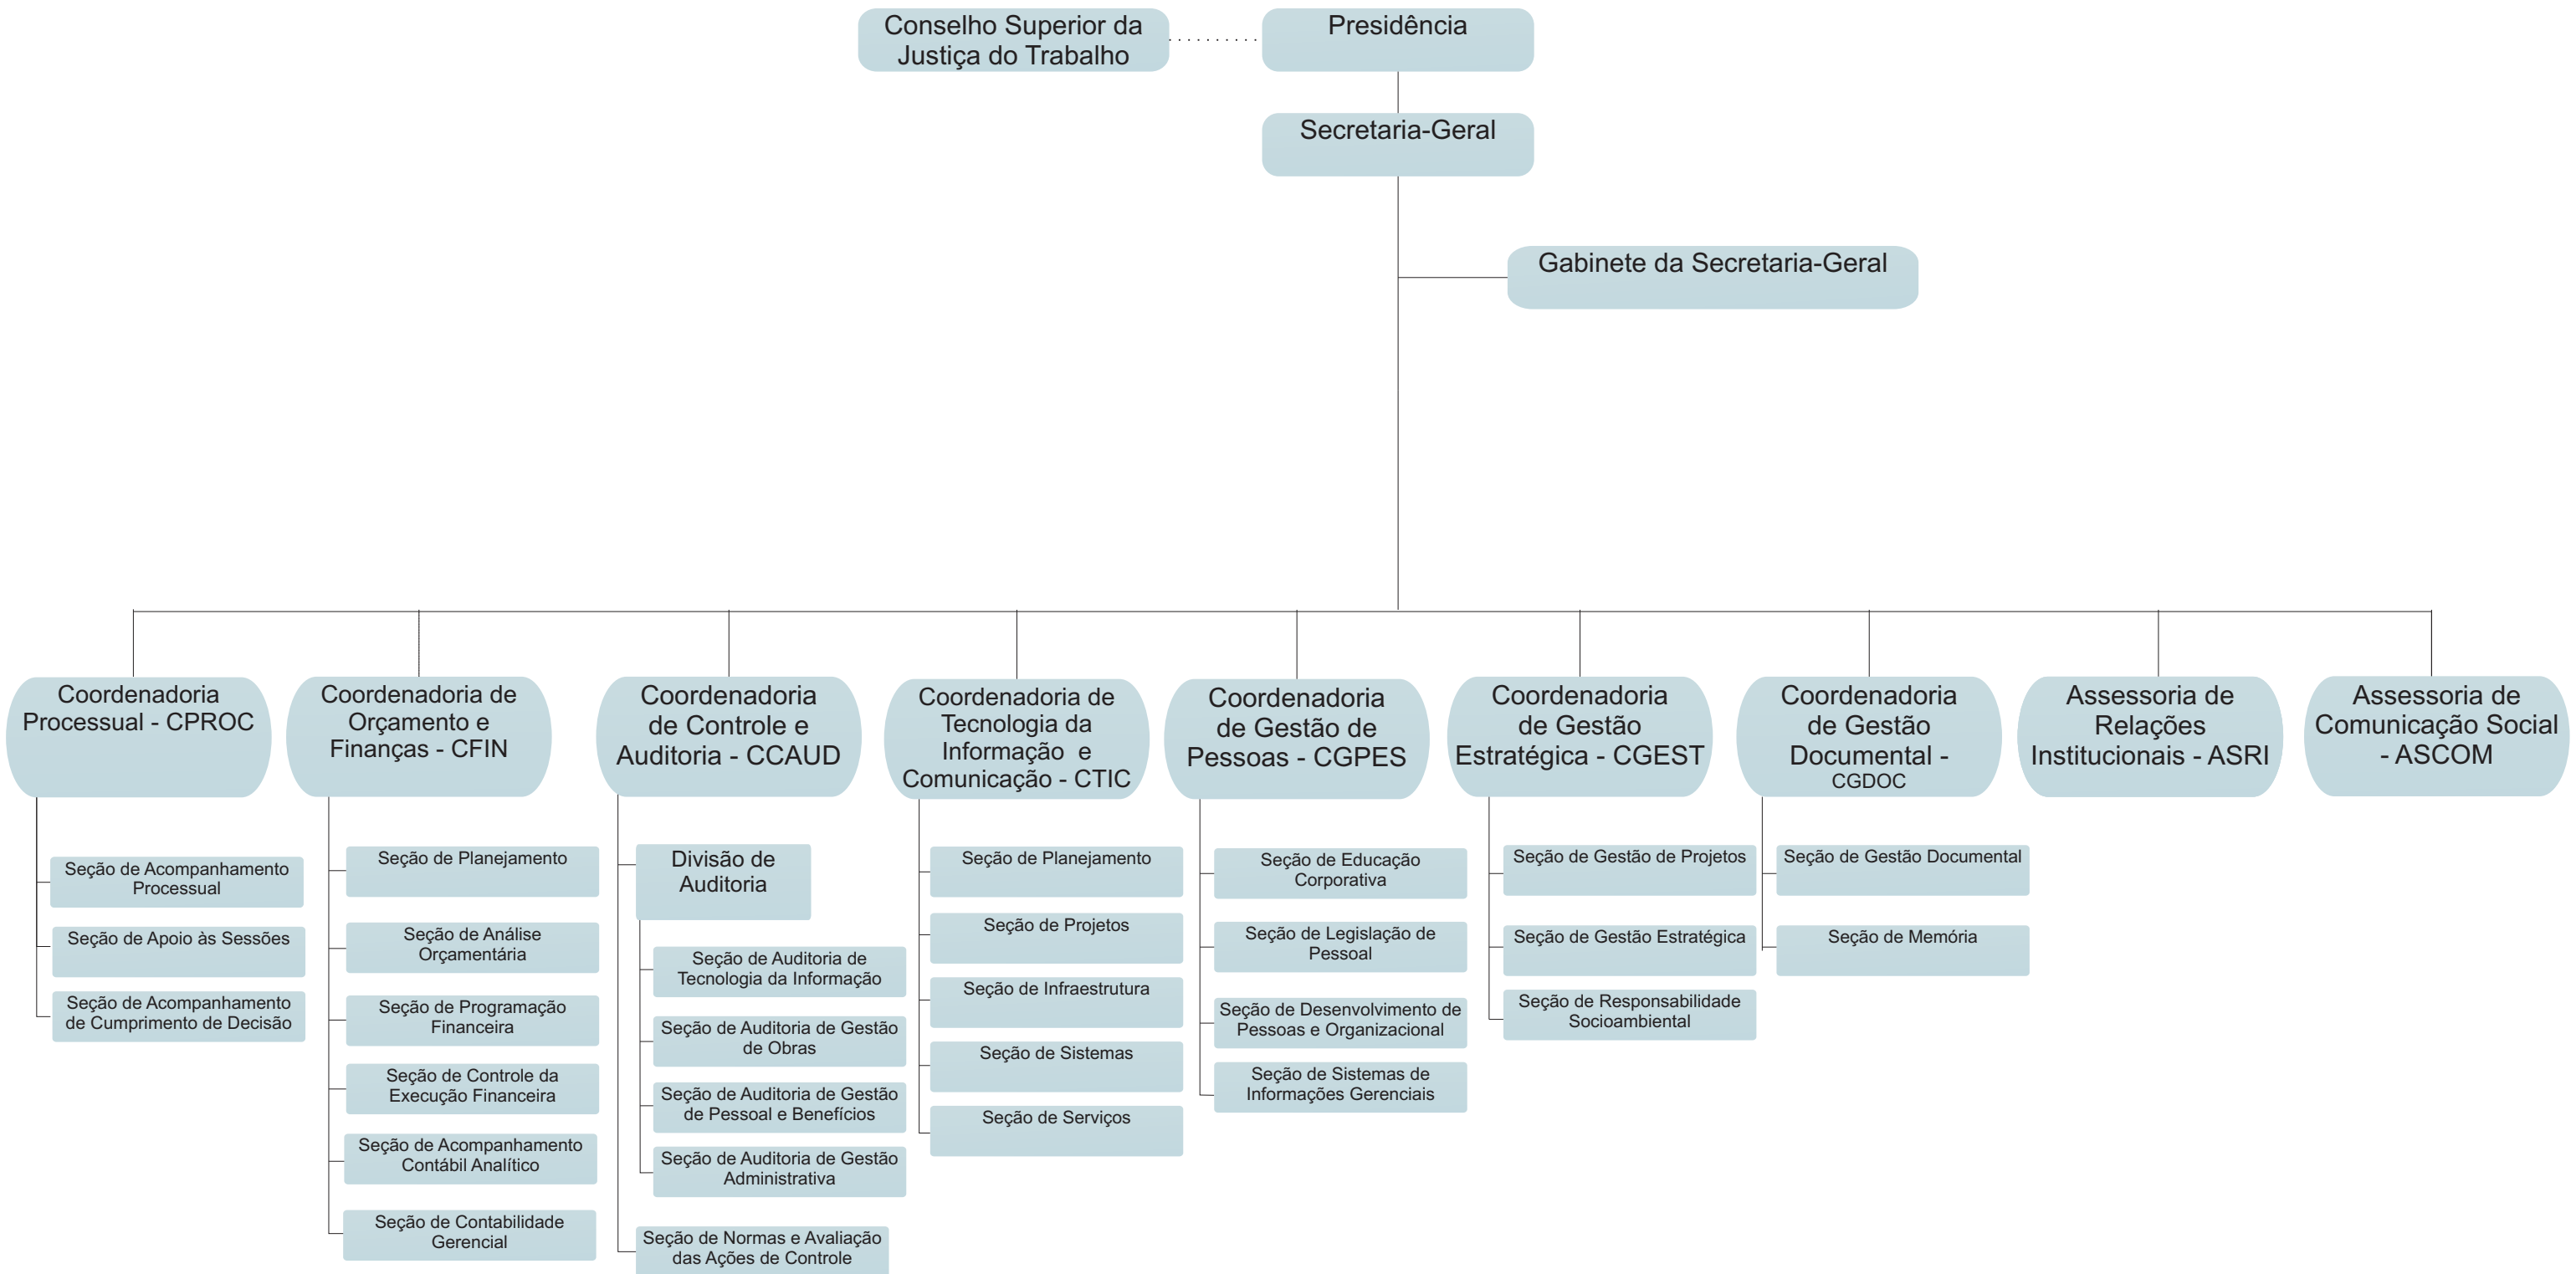 Conselho Superior da
Justiça do Trabalho
Presidência
Secretaria-Geral
Gabinete da Secretaria-Geral
Coordenadoria
Processual - CPROC
Seção de Acompanhamento
Processual
Seção de Apoio às Sessões
Seção de Acompanhamento
de Cumprimento de Decisão
Coordenadoria de
Orçamento e
Finanças - CFIN
Seção de Planejamento
Seção de Análise
Orçamentária
Seção de Programação
Financeira
Seção de Controle da
Execução Financeira
Seção de Acompanhamento
Contábil Analítico
Seção de Contabilidade
Gerencial
Coordenadoria
de Controle e
Auditoria - CCAUD
Divisão de
Auditoria
Seção de Auditoria de
Tecnologia da Informação
Seção de Auditoria de Gestão
de Obras
Seção de Auditoria de Gestão
de Pessoal e Benefícios
Seção de Auditoria de Gestão
Administrativa
Seção de Normas e Avaliação
das Ações de Controle
Coordenadoria de
Tecnologia da
Informação e
Comunicação - CTIC
Seção de Planejamento
Seção de Projetos
Seção de Infraestrutura
Seção de Sistemas
Seção de Serviços
Coordenadoria
de Gestão de
Pessoas - CGPES
Seção de Educação
Corporativa
Seção de Legislação de
Pessoal
Seção de Desenvolvimento de
Pessoas e Organizacional
Seção de Sistemas de
Informações Gerenciais
Coordenadoria
de Gestão
Estratégica - CGEST
Seção de Gestão de Projetos
Seção de Gestão Estratégica
Seção de Responsabilidade
Socioambiental
Coordenadoria
de Gestão
Documental -
CGDOC
Seção de Gestão Documental
Seção de Memória
Assessoria de
Relações
Institucionais - ASRI
Assessoria de
Comunicação Social
- ASCOM